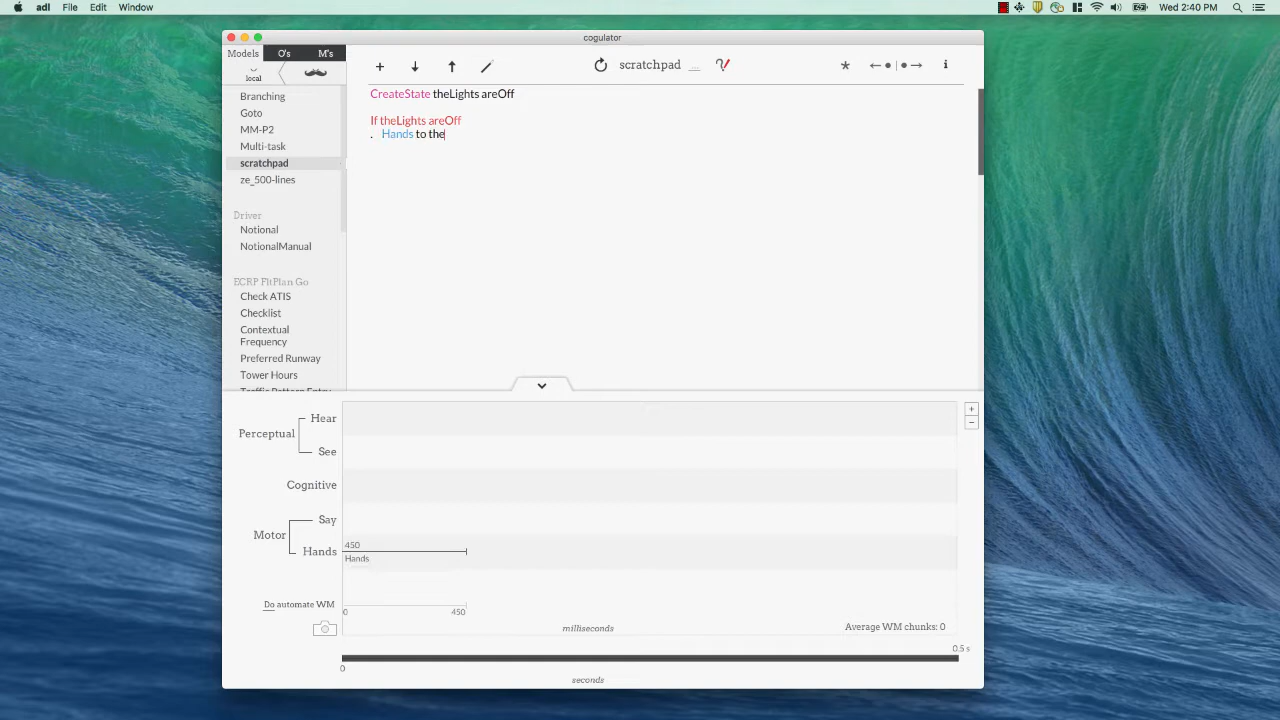 adl File Edit Window
Wed 2:40 PM
cogulator
Models O's M's
local
scratchpad
Branching
Goto
MM-P2
Multi-task
scratchpad
ze_500-lines
Driver
Notional
NotionalManual
ECRP FltPlan Go
Check ATIS
Checklist
Contextual
Frequency
Preferred Runway
Tower Hours
Traffic Pattern Entry
CreateState theLights areOff
If theLights areOff
. Hands to the
Perceptual
Hear
See
Cognitive
Motor
Say
Hands
450
Hands
Do automate WM
0 450
milliseconds
Average WM chunks: 0
0.5 s
0
seconds